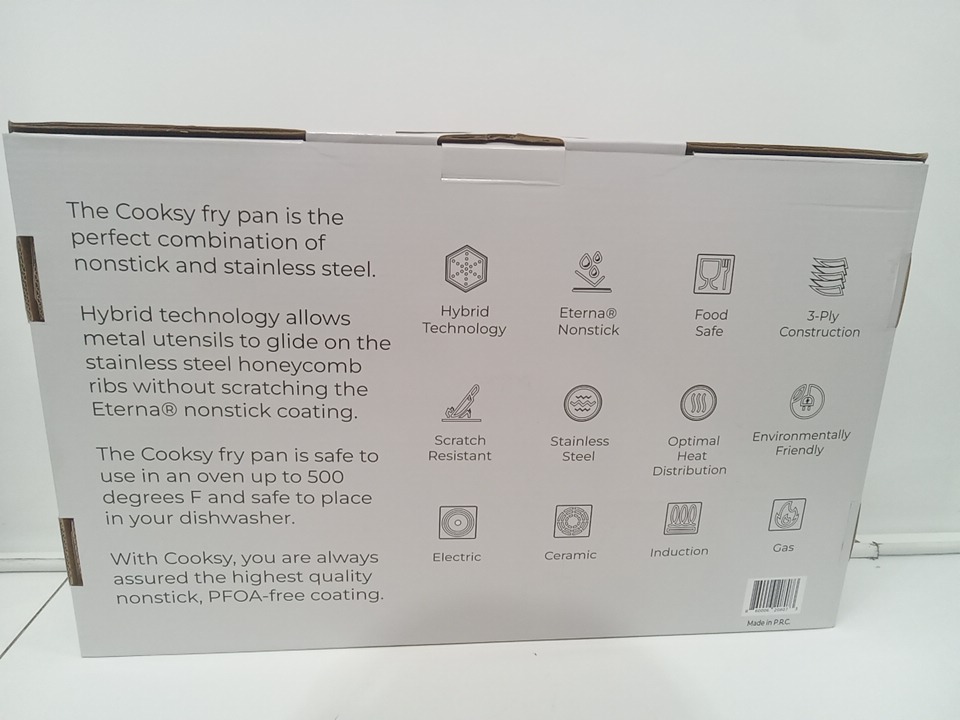 The Cooksy fry pan is the
perfect combination of
nonstick and stainless steel.
Hybrid technology allows
metal utensils to glide on the
stainless steel honeycomb
ribs without scratching the
Eterna® nonstick coating.
The Cooksy fry pan is safe to
use in an oven up to 500
degrees F and safe to place
in your dishwasher.
With Cooksy, you are always
assured the highest quality
nonstick, PFOA-free coating.
Hybrid
Technology
Eterna®
Nonstick
Food
Safe
3-Ply
Construction
Scratch
Resistant
Stainless
Steel
Optimal
Heat
Distribution
Environmentally
Friendly
Electric
Ceramic
Induction
Gas
Made in P.R.C.